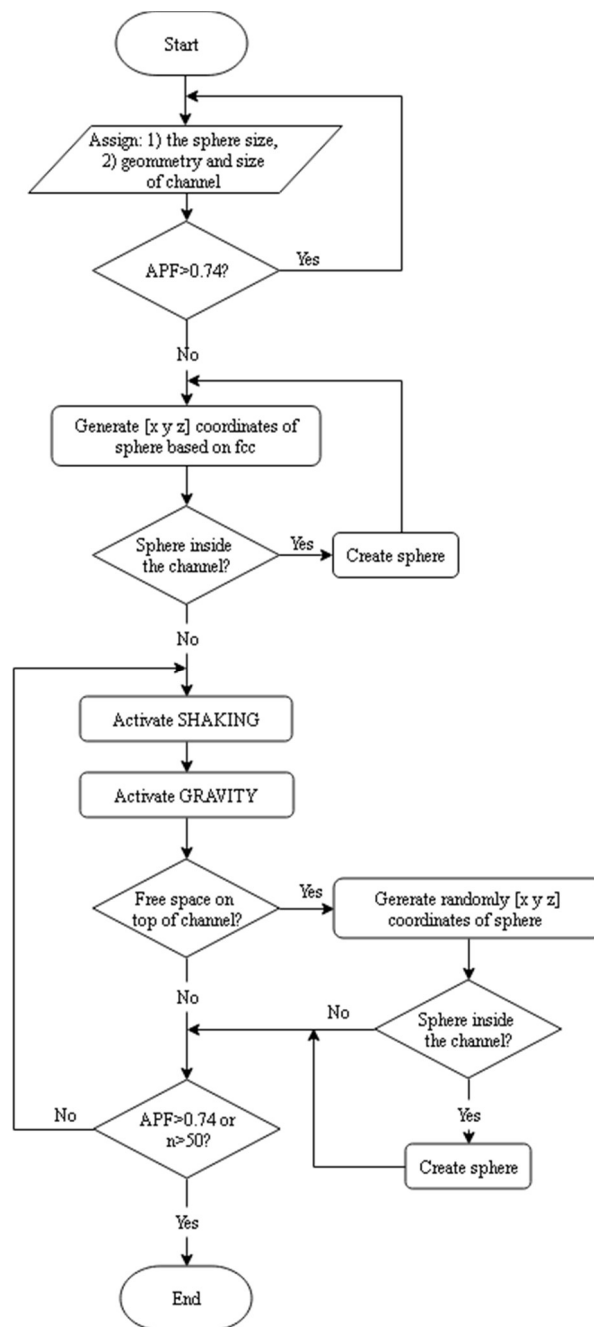 Start
Assign: 1) the sphere size,
2) geommetry and size
of channel
APF>0.74?
Yes
No
Generate [x y z] coordinates of
sphere based on fcc
Sphere inside
the channel?
Yes
Create sphere
No
Activate SHAKING
Activate GRAVITY
Free space on
top of channel?
Yes
Gererate randomly [x y z]
coordinates of sphere
No
Sphere inside
the channel?
No
Yes
Create sphere
APF>0.74 or
n>50?
No
Yes
End